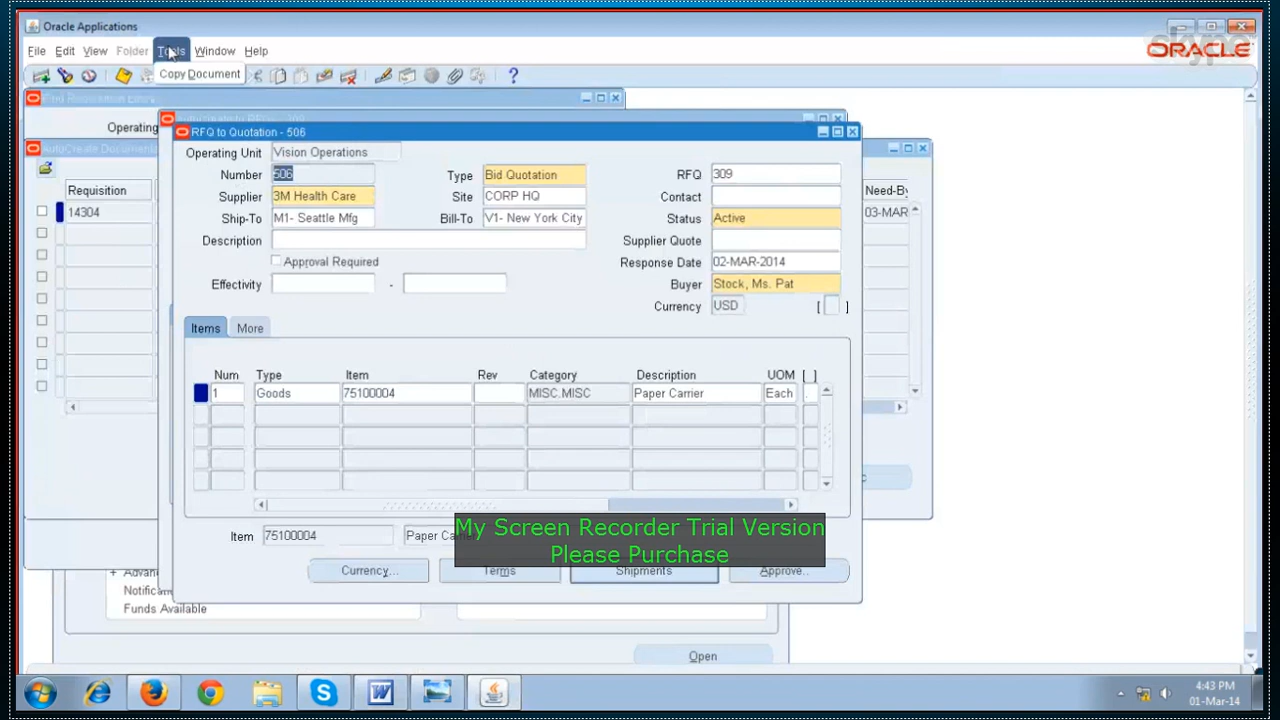 Oracle Applications
File Edit View Folder Tools Window Help
skype
ORACLE
Copy Document
RFQ to Quotation - 506
Operating
Operating Unit Vision Operations
Number 506 Type Bid Quotation RFQ 309
Supplier 3M Health Care Site CORP HQ Contact
Ship-To M1- Seattle Mfg Bill-To V1- New York City Status Active
Description Supplier Quote
Approval Required Response Date 02-MAR-2014
Effectivity - Buyer Stock, Ms. Pat
Currency USD [ ]
Requisition Need-By
14304 03-MAR
Items More
Num Type Item Rev Category Description UOM [ ]
1 Goods 75100004 MISC.MISC Paper Carrier Each .
Item 75100004 Paper Carrier
My Screen Recorder Trial Version
Please Purchase
Currency... Terms Shipments Approve..
+ Advanc
Notificati
Funds Available
Open
4:43 PM
01-Mar-14